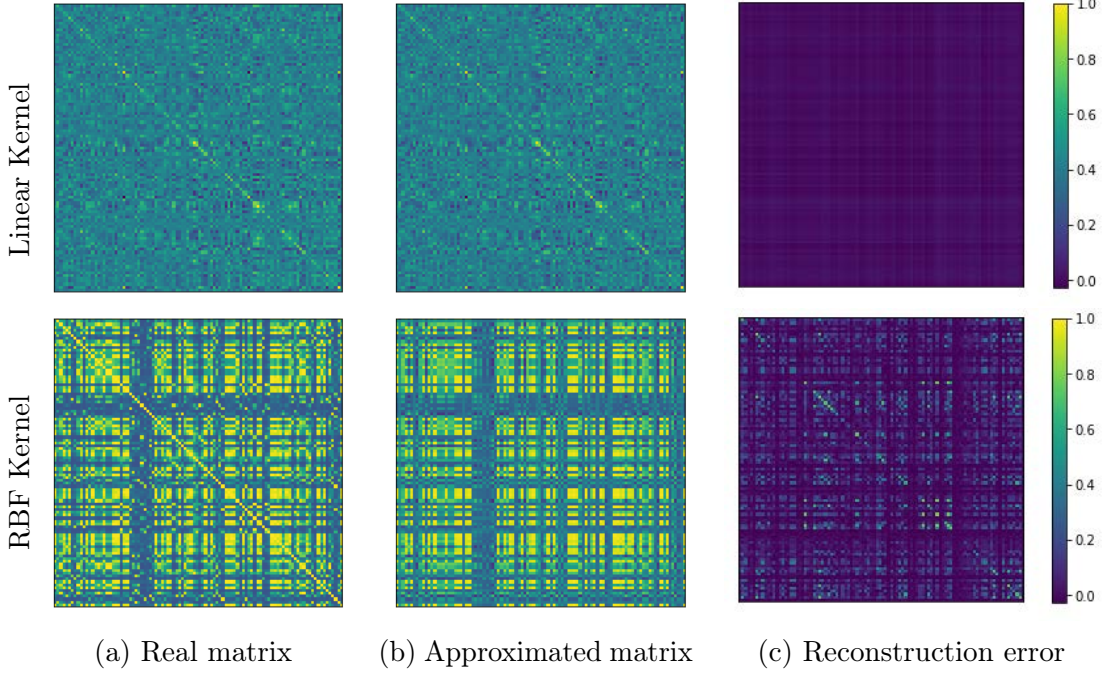 Linear Kernel
1.0
0.8
0.6
0.4
0.2
0.0
RBF Kernel
1.0
0.8
0.6
0.4
0.2
0.0
(a) Real matrix
(b) Approximated matrix
(c) Reconstruction error